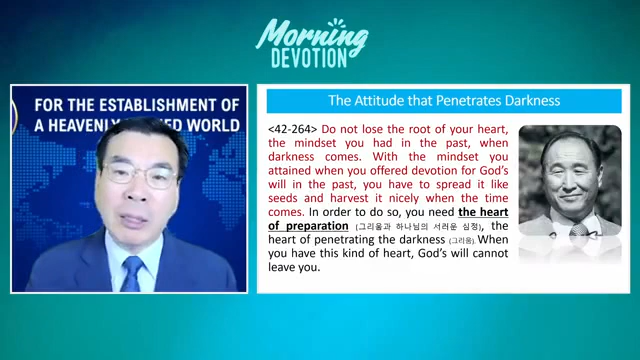 Morning
DEVOTION
FOR THE ESTABLISHMENT OF
A HEAVENLY WORLD
The Attitude that Penetrates Darkness
<42-264> Do not lose the root of your heart,
the mindset you had in the past, when
darkness comes. With the mindset you
attained when you offered devotion for God's
will in the past, you have to spread it like
seeds and harvest it nicely when the time
comes. In order to do so, you need the heart
of preparation (그리움과 하나님의 서러운 심정), the
heart of penetrating the darkness (그리움). When
you have this kind of heart, God's will cannot
leave you.